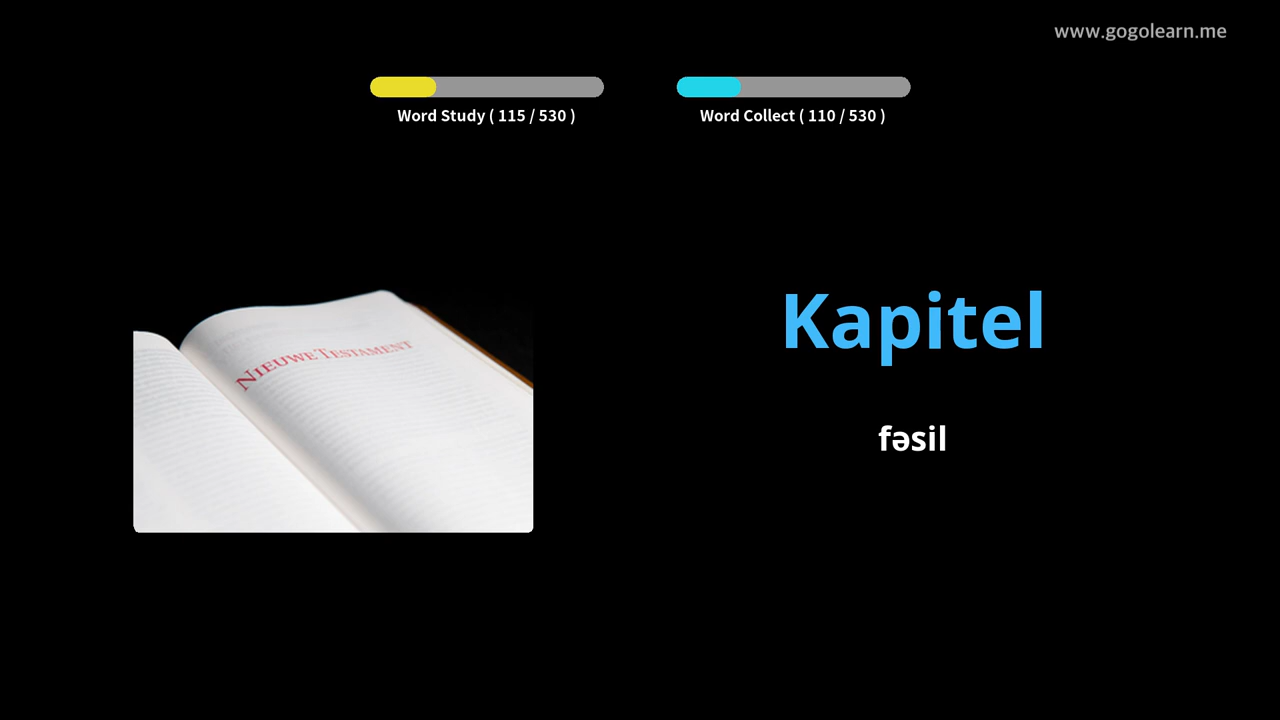 www.gogolearn.me
Word Study ( 115 / 530 )
Word Collect ( 110 / 530 )
Kapitel
fəsil
NIEUWE TESTAMENT